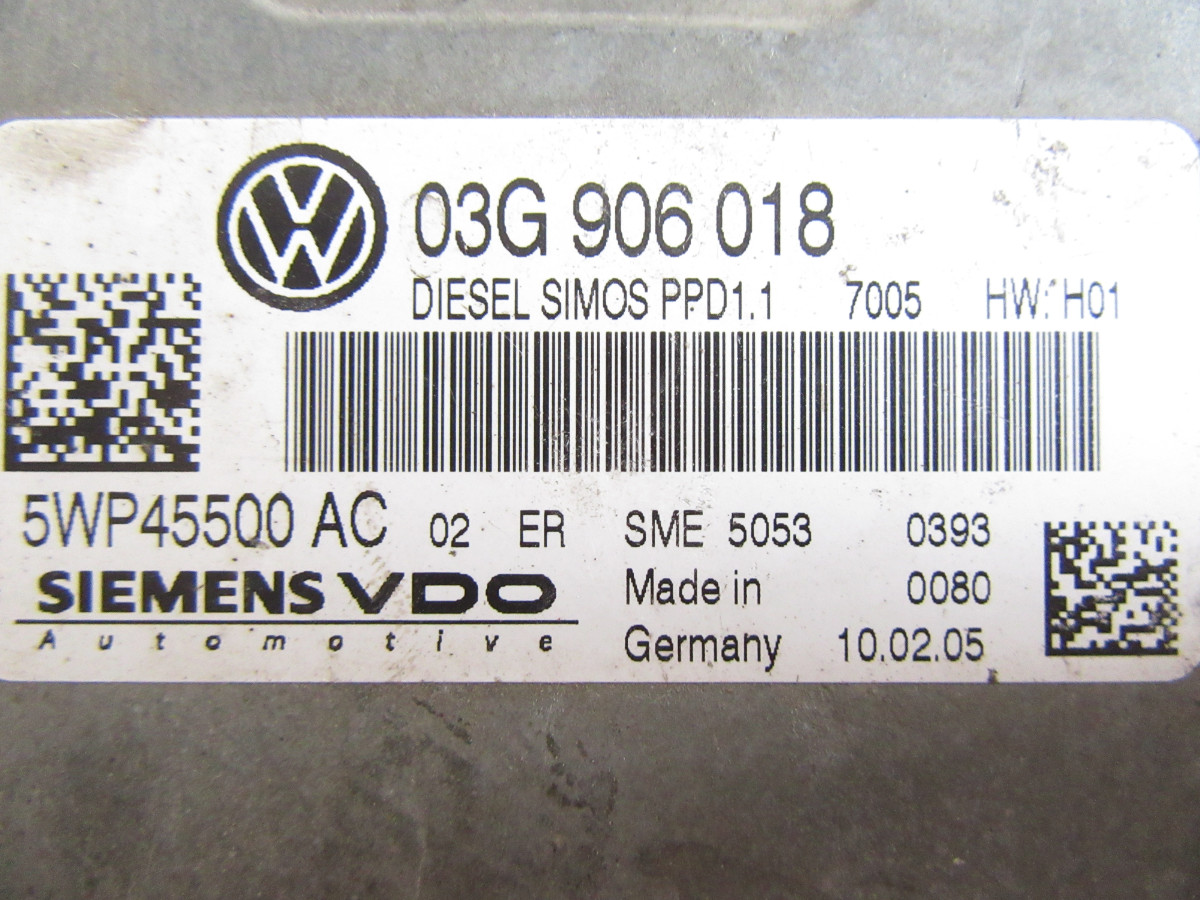 03G 906 018
DIESEL SIMOS PPD1.1 7005 HW: H01
5WP45500 AC 02 ER SME 5053 0393
SIEMENS VDO Made in 0080
Automotive Germany 10.02.05